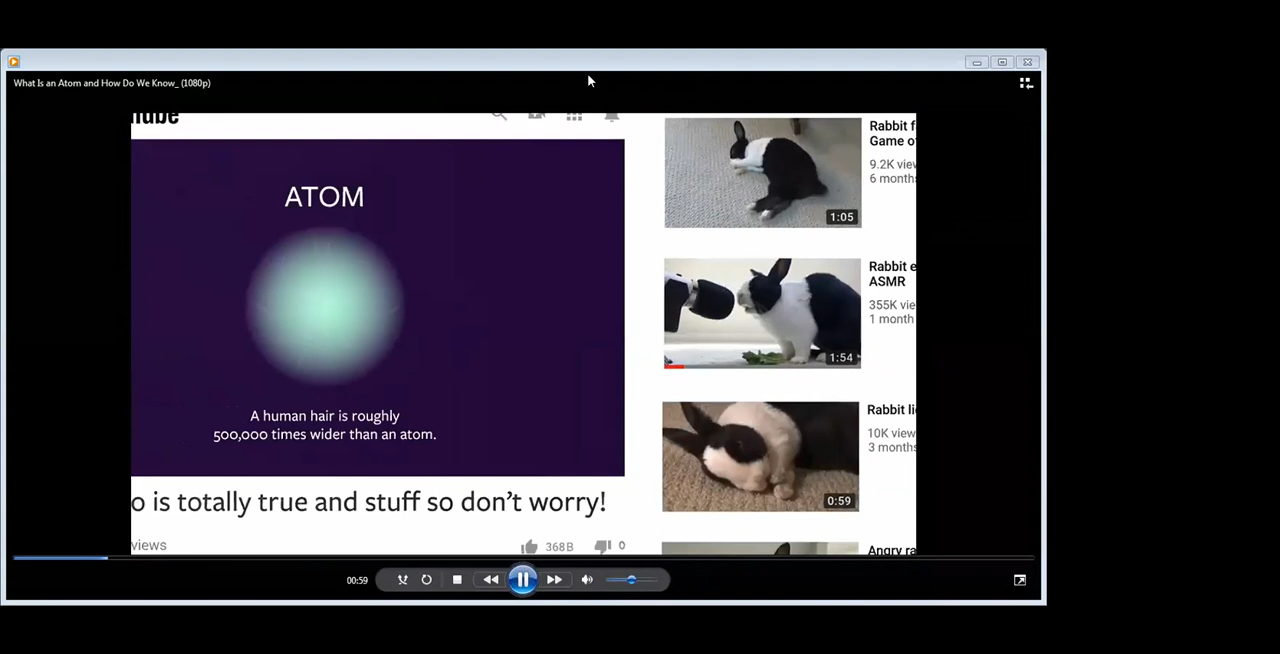 What Is an Atom and How Do We Know_ (1080p)
ATOM
A human hair is roughly
500,000 times wider than an atom.
o is totally true and stuff so don't worry!
views
368B
0
Rabbit f
Game o
9.2K view
6 months
1:05
Rabbit e
ASMR
355K vie
1 month
1:54
Rabbit li
10K view
3 months
0:59
Angry ra
00:59